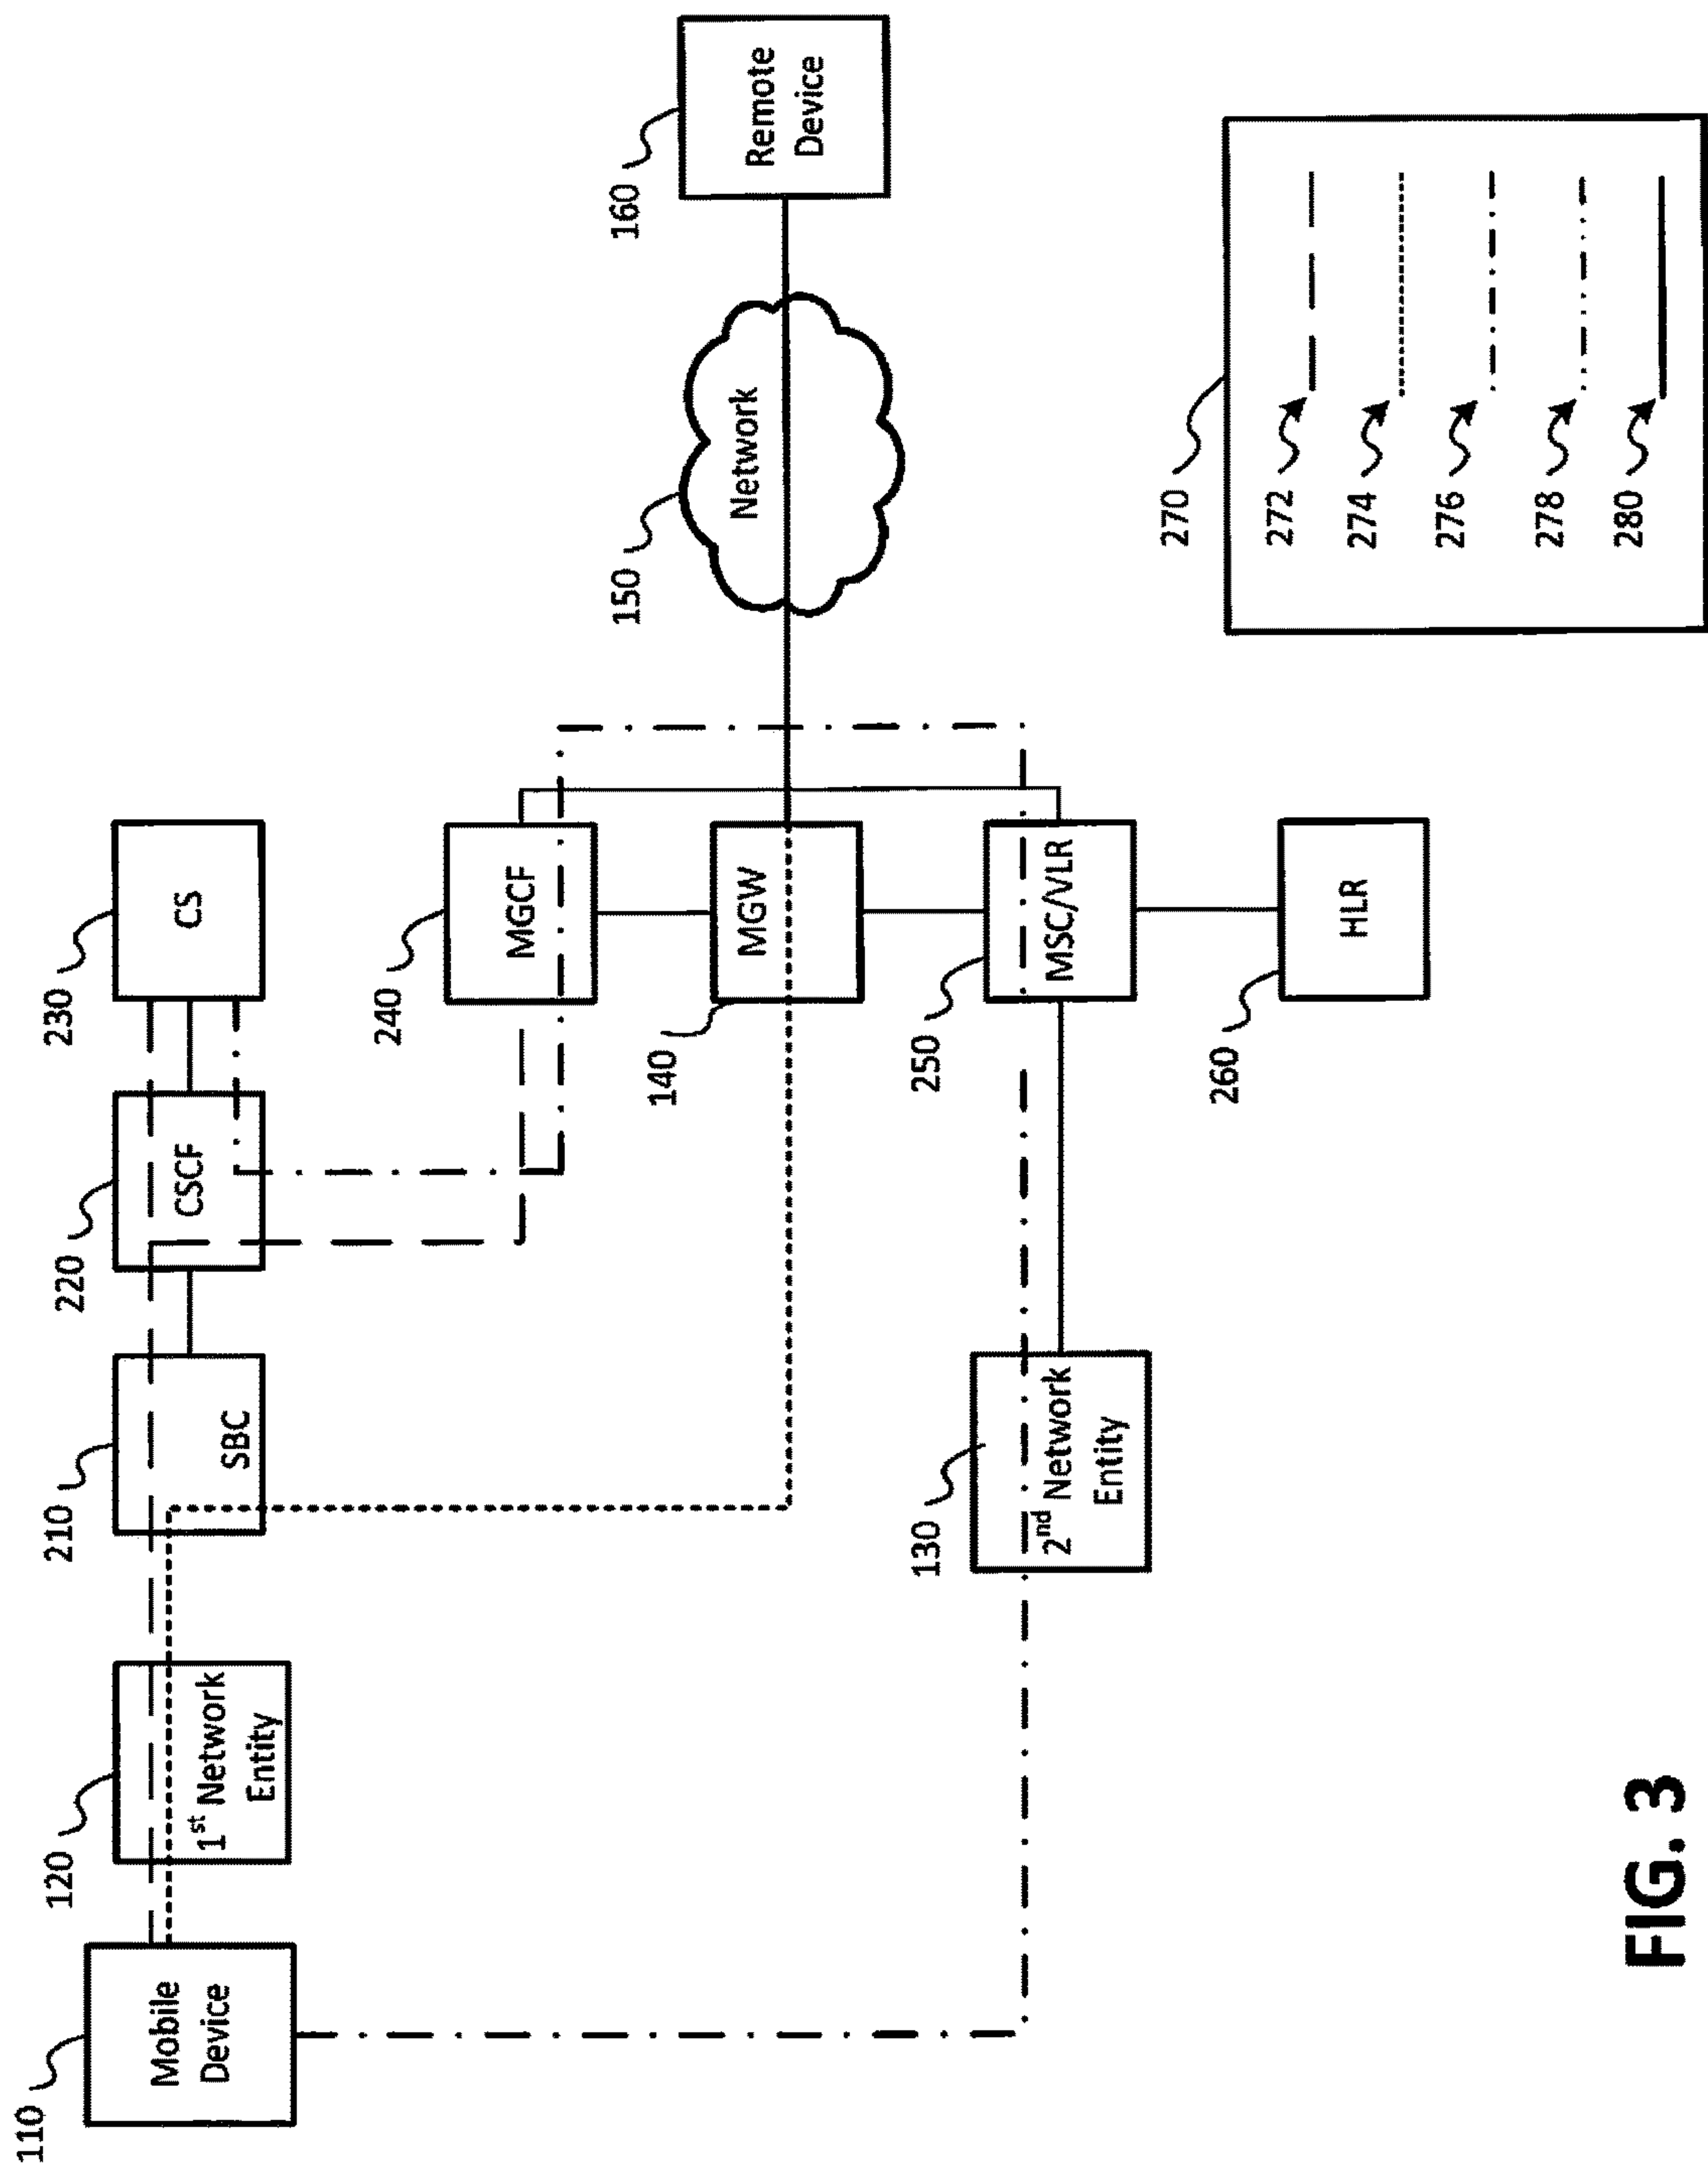 110
Mobile
Device
120
1st Network
Entity
210
SBC
220
CSCF
230
CS
240
MGCF
140
MGW
130
2nd Network
Entity
250
MSC/VLR
260
HLR
150
Network
160
Remote
Device
270
272
274
276
278
280
FIG. 3